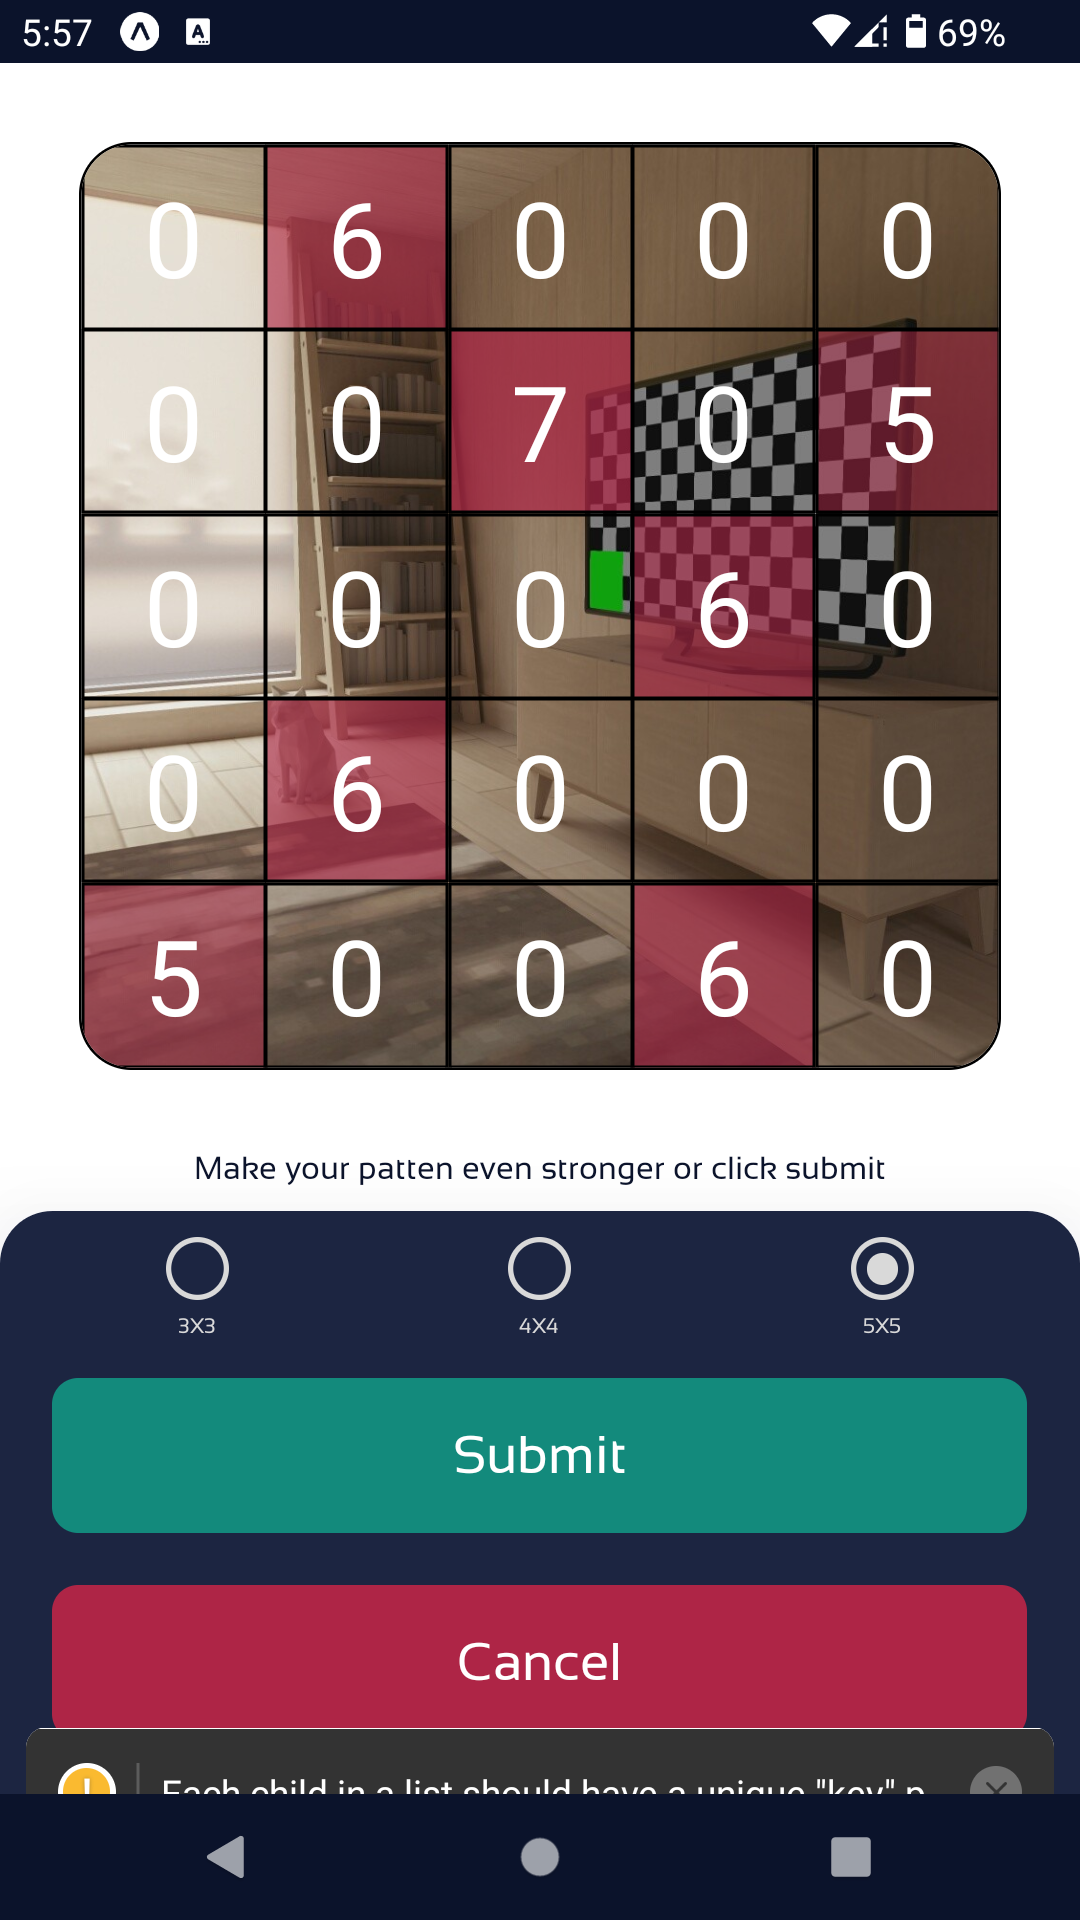 5:57 69%
0 6 0 0 0
0 0 7 0 5
0 0 0 6 0
0 6 0 0 0
5 0 0 6 0
Make your patten even stronger or click submit
3X3 4X4 5X5
Submit
Cancel
Each child in a list should have a unique "key" p